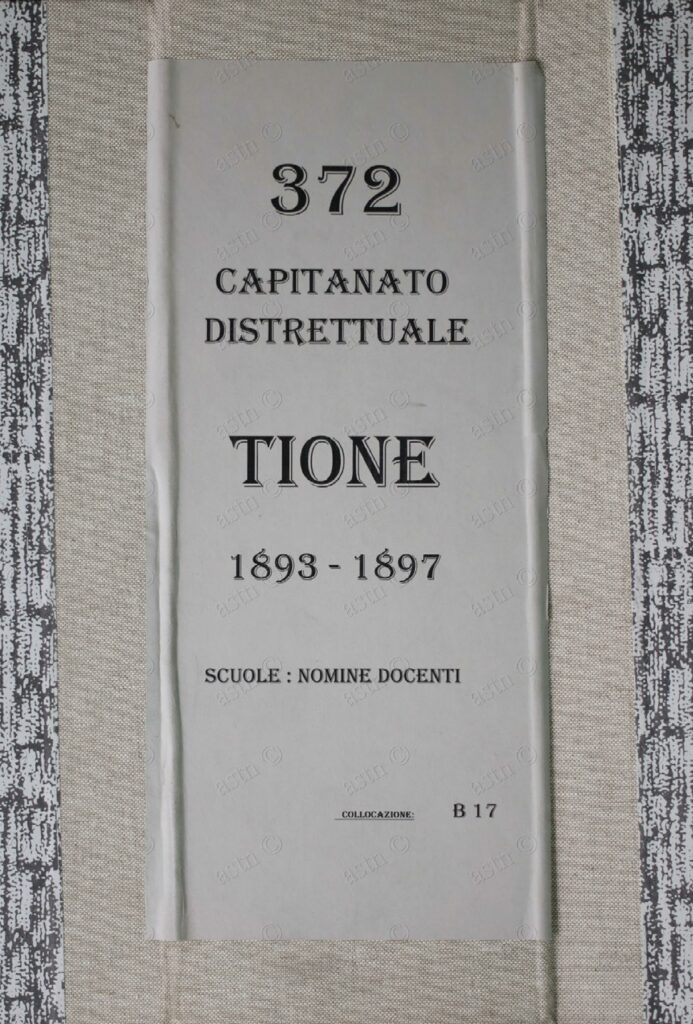 372
CAPITANATO
DISTRETTUALE
TIONE
1893 - 1897
SCUOLE : NOMINE DOCENTI
COLLOCAZIONE: B 17